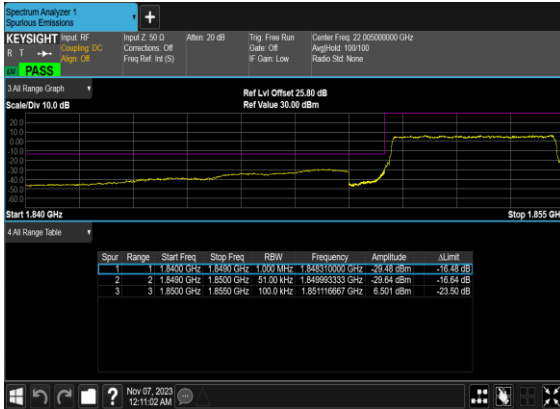 Spectrum Analyzer 1
Spurious Emissions
+
KEYSIGHT Input: RF Input Z: 50 Ω Atten: 20 dB Trig: Free Run Center Freq: 22.005000000 GHz
R T Coupling: DC Corrections: Off Gate: Off Avg|Hold: 100/100
Align: Off Freq Ref: Int (S) IF Gain: Low Radio Std: None
PASS
3 All Range Graph Ref Lvl Offset 25.80 dB
Scale/Div 10.0 dB Ref Value 30.00 dBm
20.0
10.0
0.00
-10.0
-20.0
-30.0
-40.0
-50.0
-60.0
Start 1.840 GHz Stop 1.855 GH
4 All Range Table
Spur Range Start Freq Stop Freq RBW Frequency Amplitude ΔLimit
1 1 1.8400 GHz 1.8490 GHz 1.000 MHz 1.848310000 GHz -29.48 dBm -16.48 dB
2 2 1.8490 GHz 1.8500 GHz 51.00 kHz 1.849993333 GHz -29.64 dBm -16.64 dB
3 3 1.8500 GHz 1.8550 GHz 100.0 kHz 1.851116667 GHz 6.501 dBm -23.50 dB
? Nov 07, 2023
12:11:02 AM